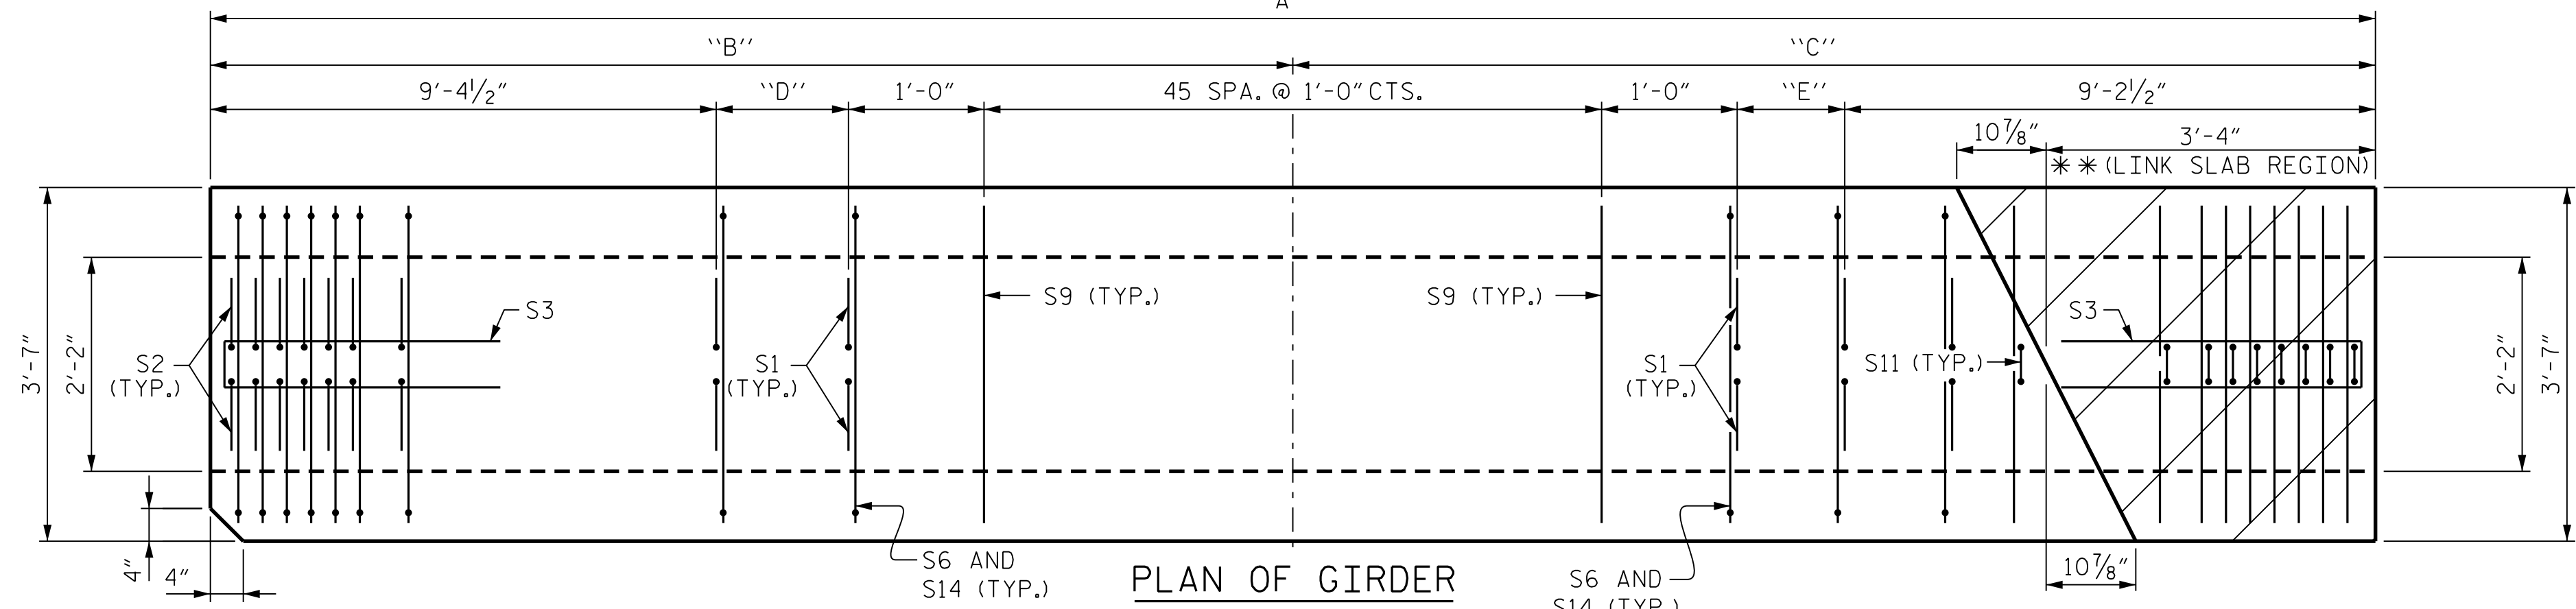 A
``B'' ``C''
9'-4½" ``D'' 1'-0" 45 SPA. @ 1'-0" CTS. 1'-0" ``E'' 9'-2½"
10⅞" 3'-4"
** (LINK SLAB REGION)
S9 (TYP.) S9 (TYP.)
S3 S3
3'-7" 2'-2" 2'-2" 3'-7"
S2
(TYP.)
S1
(TYP.)
S1
(TYP.)
S11 (TYP.)
4"
4"
S6 AND
S14 (TYP.)
PLAN OF GIRDER
S6 AND
S14 (TYP.)
10⅞"